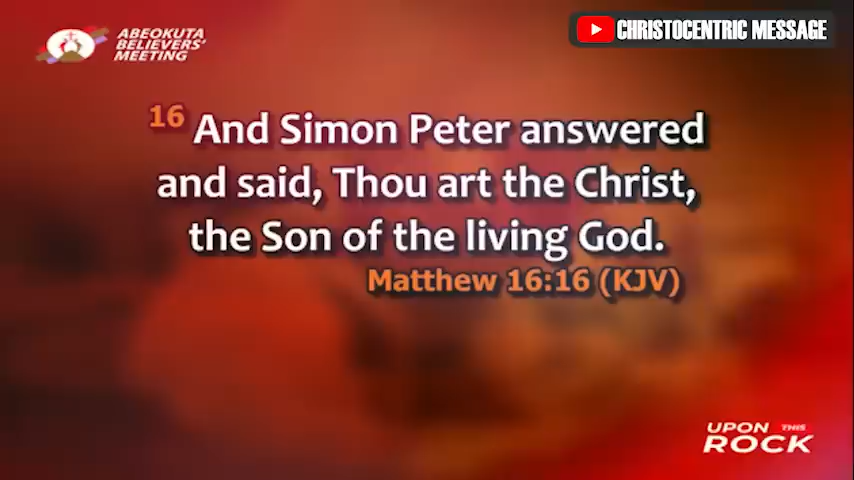 ABEOKUTA
BELIEVERS'
MEETING
CHRISTOCENTRIC MESSAGE
16 And Simon Peter answered
and said, Thou art the Christ,
the Son of the living God.
Matthew 16:16 (KJV)
UPON THIS
ROCK